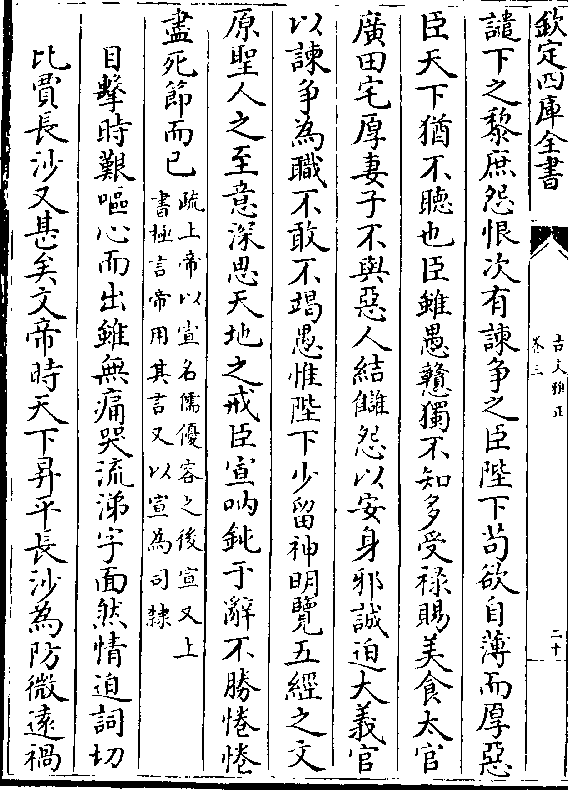 欽定四庫全書
古文雅正
卷三
二十
譴下之黎庶怨恨次有諫争之臣陛下苟欲自薄而厚惡
臣天下猶不聴也臣雖愚戇獨不知多受禄賜美食太官
廣田宅厚妻子不與惡人結讎怨以安身邪誠迫大義官
以諫争為職不敢不竭愚惟陛下少留神明覽五經之文
原聖人之至意深思天地之戒臣宣呐鈍于辭不勝惓惓
盡死節而已
疏上帝以宣名儒優容之後宣又上
書極言帝用其言又以宣為司隸
目擊時艱嘔心而出雖無痛哭流涕字面然情迫詞切
比賈長沙又甚矣文帝時天下昇平長沙為防微遠禍